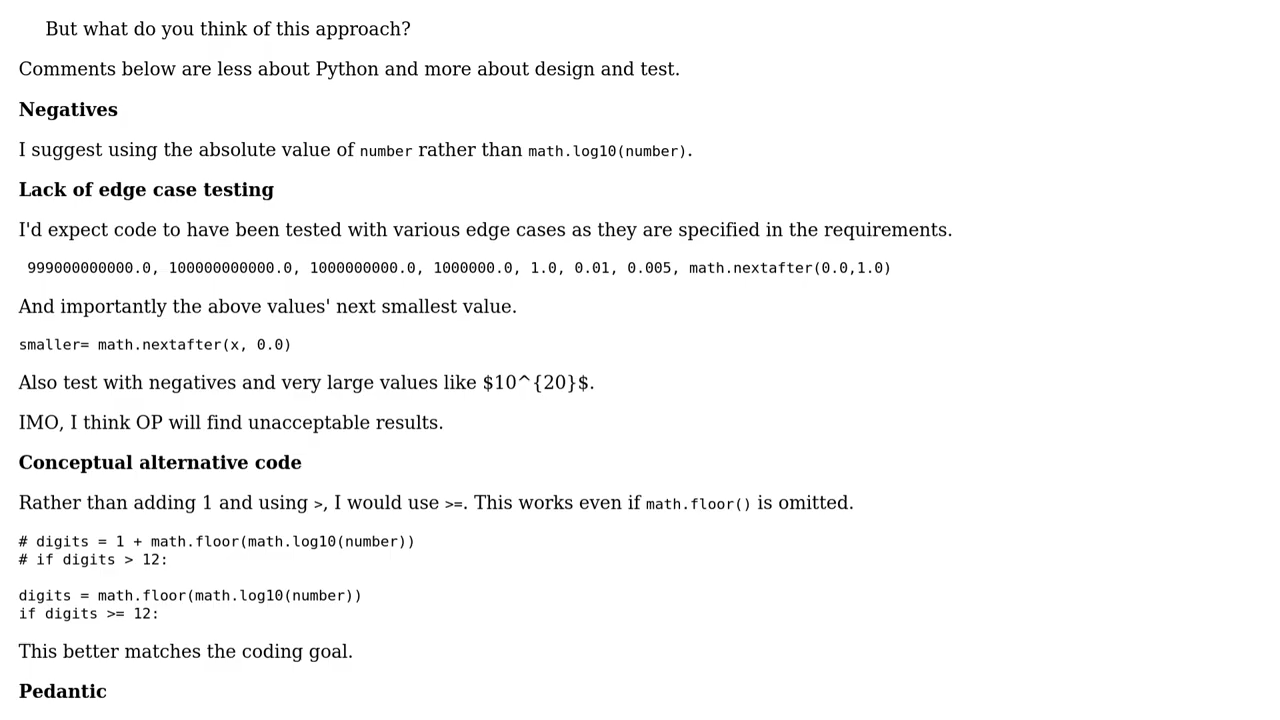 But what do you think of this approach?
Comments below are less about Python and more about design and test.
Negatives
I suggest using the absolute value of number rather than math.log10(number).
Lack of edge case testing
I'd expect code to have been tested with various edge cases as they are specified in the requirements.
999000000000.0, 100000000000.0, 1000000000.0, 1000000.0, 1.0, 0.01, 0.005, math.nextafter(0.0,1.0)
And importantly the above values' next smallest value.
smaller= math.nextafter(x, 0.0)
Also test with negatives and very large values like $10^{20}$.
IMO, I think OP will find unacceptable results.
Conceptual alternative code
Rather than adding 1 and using >, I would use >=. This works even if math.floor() is omitted.
# digits = 1 + math.floor(math.log10(number))
# if digits > 12:
digits = math.floor(math.log10(number))
if digits >= 12:
This better matches the coding goal.
Pedantic